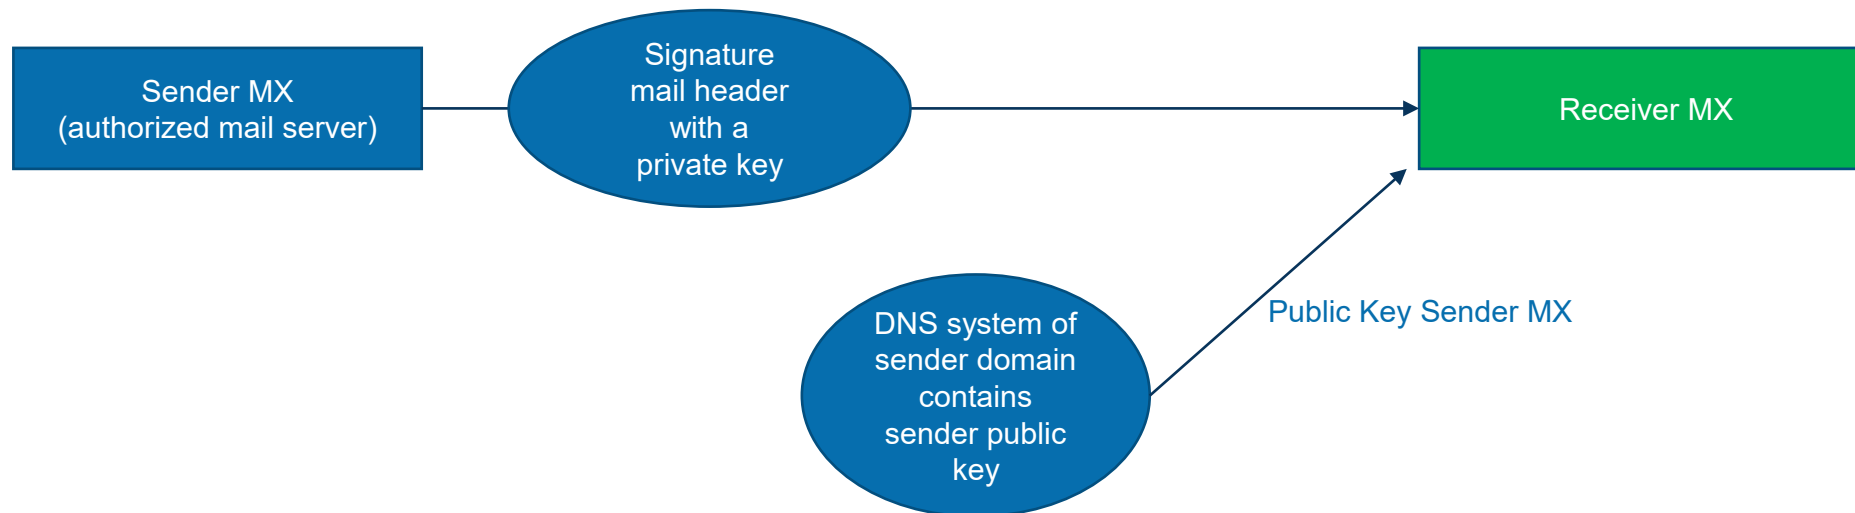 Sender MX
(authorized mail server)
Signature
mail header
with a
private key
Receiver MX
DNS system of
sender domain
contains
sender public
key
Public Key Sender MX